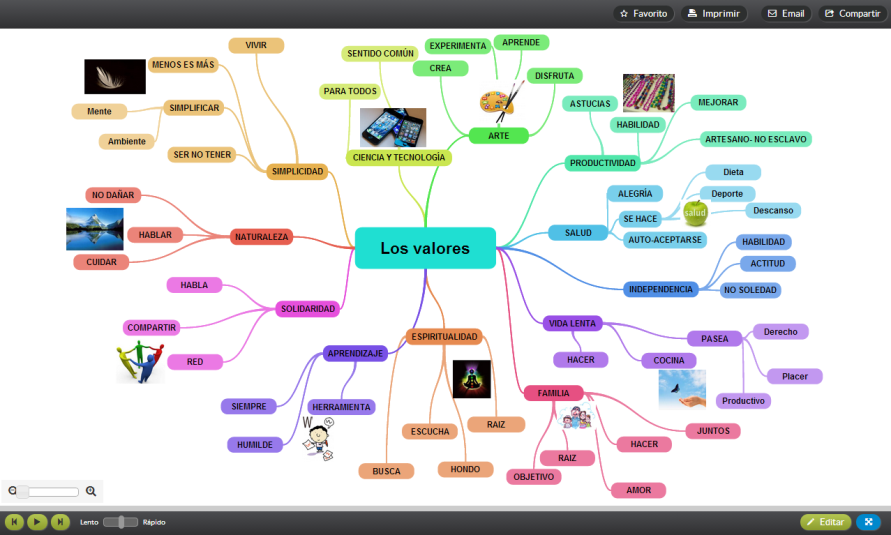 Favorito
Imprimir
Email
Compartir
VIVIR
MENOS ES MÁS
Mente
SIMPLIFICAR
Ambiente
SER NO TENER
SIMPLICIDAD
SENTIDO COMÚN
PARA TODOS
CIENCIA Y TECNOLOGÍA
EXPERIMENTA
APRENDE
CREA
DISFRUTA
ARTE
ASTUCIAS
HABILIDAD
MEJORAR
ARTESANO- NO ESCLAVO
PRODUCTIVIDAD
NO DAÑAR
HABLAR
CUIDAR
NATURALEZA
Los valores
SALUD
ALEGRÍA
SE HACE
AUTO-ACEPTARSE
Dieta
Deporte
Descanso
salud
INDEPENDENCIA
HABILIDAD
ACTITUD
NO SOLEDAD
HABLA
COMPARTIR
RED
SOLIDARIDAD
VIDA LENTA
HACER
COCINA
PASEA
Derecho
Placer
Productivo
APRENDIZAJE
SIEMPRE
HUMILDE
HERRAMIENTA
W
ESPIRITUALIDAD
BUSCA
ESCUCHA
HONDO
RAIZ
FAMILIA
OBJETIVO
RAIZ
AMOR
HACER
JUNTOS
Lento
Rápido
Editar